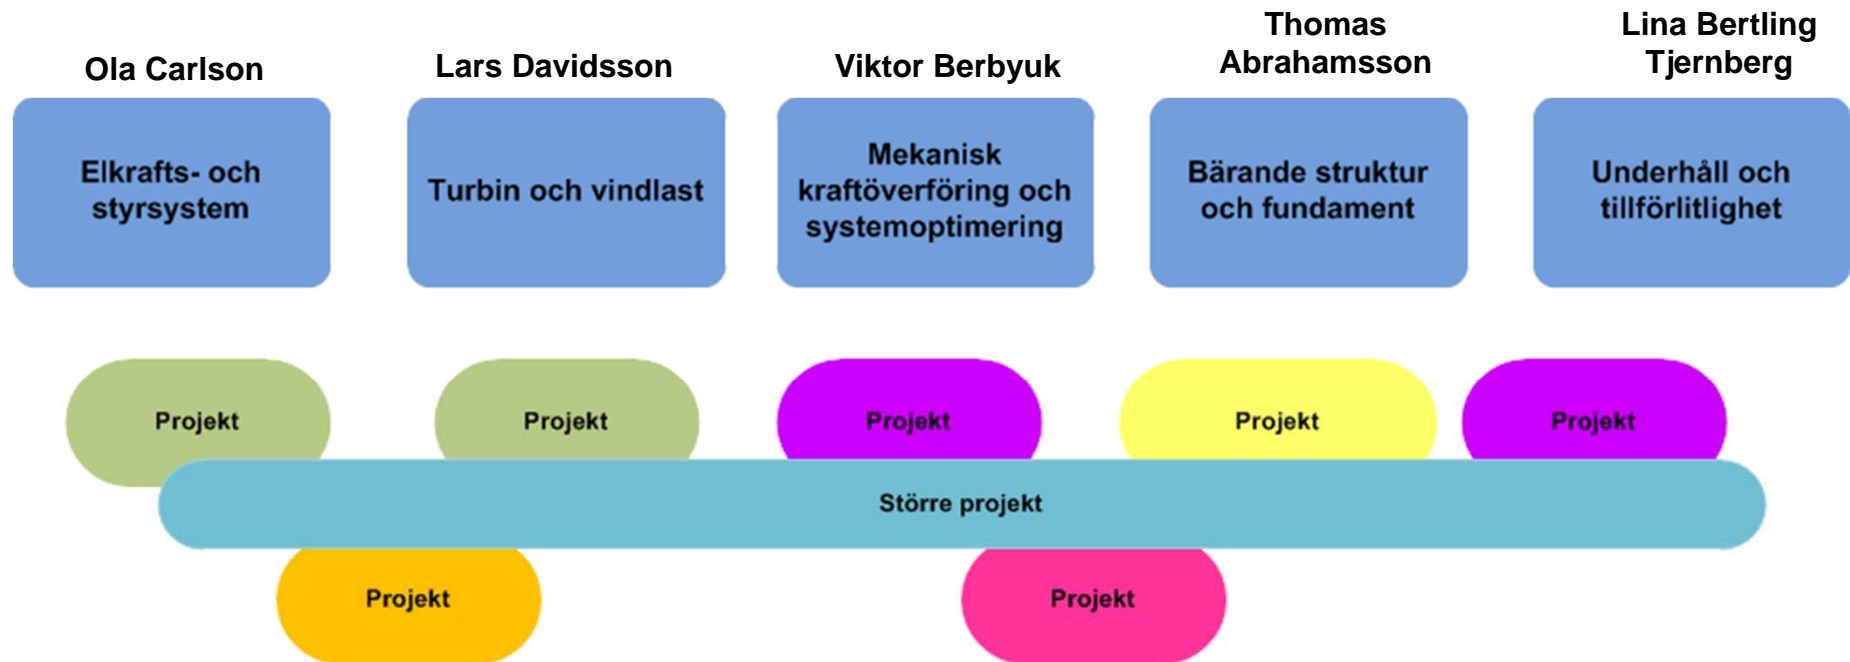 Ola Carlson
Lars Davidsson
Viktor Berbyuk
Thomas
Abrahamsson
Lina Bertling
Tjernberg
Elkrafts- och
styrsystem
Turbin och vindlast
Mekanisk
kraftöverföring och
systemoptimering
Bärande struktur
och fundament
Underhåll och
tillförlitlighet
Projekt
Projekt
Projekt
Projekt
Projekt
Större projekt
Projekt
Projekt